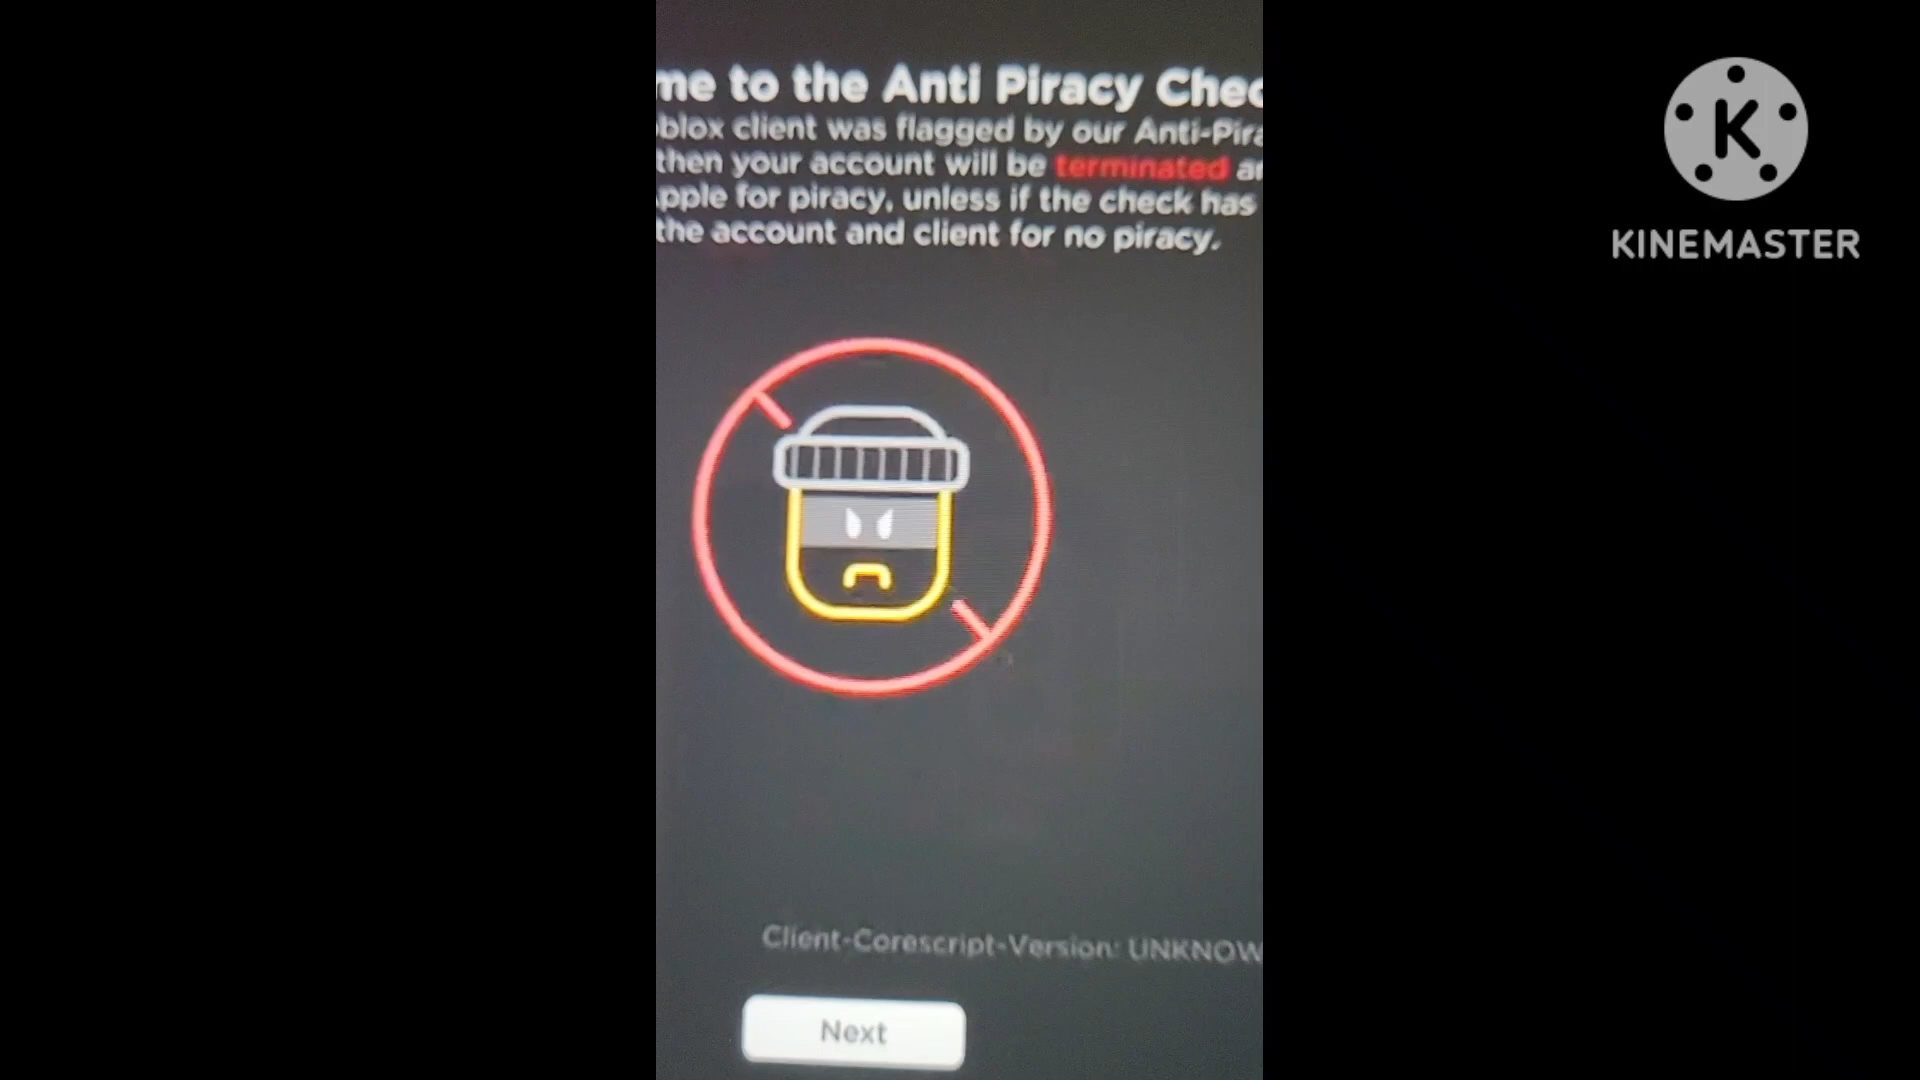 me to the Anti Piracy Chec
blox client was flagged by our Anti-Pira
then your account will be terminated ar
pple for piracy, unless if the check has
the account and client for no piracy.
Client-Corescript-Version: UNKNOW
Next
K
KINEMASTER